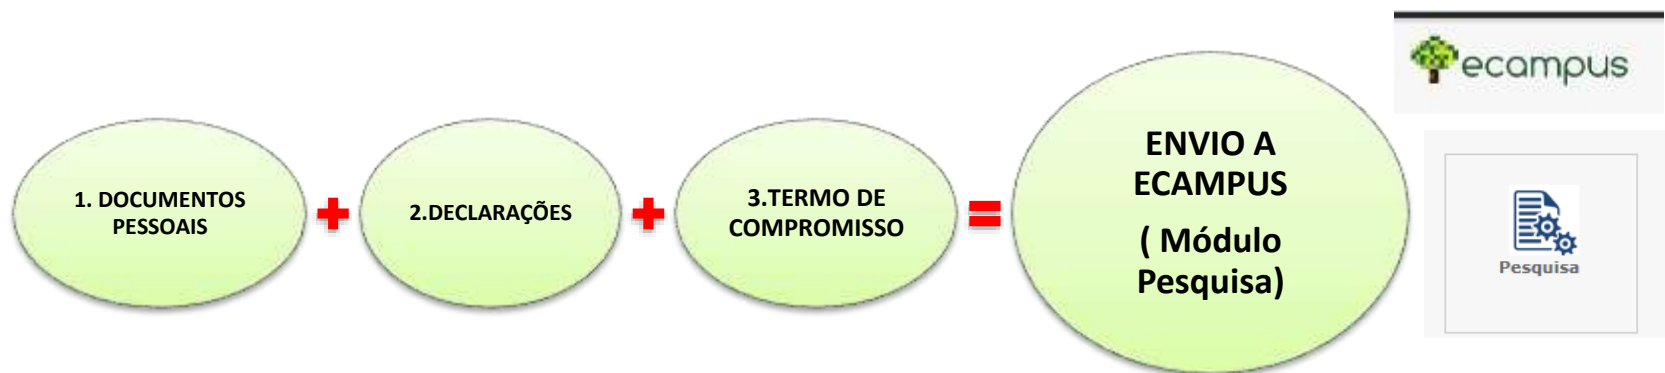 1. DOCUMENTOS
PESSOAIS
2.DECLARAÇÕES
3.TERMO DE
COMPROMISSO
ENVIO A
ECAMPUS
( Módulo
Pesquisa)
ecampus
Pesquisa